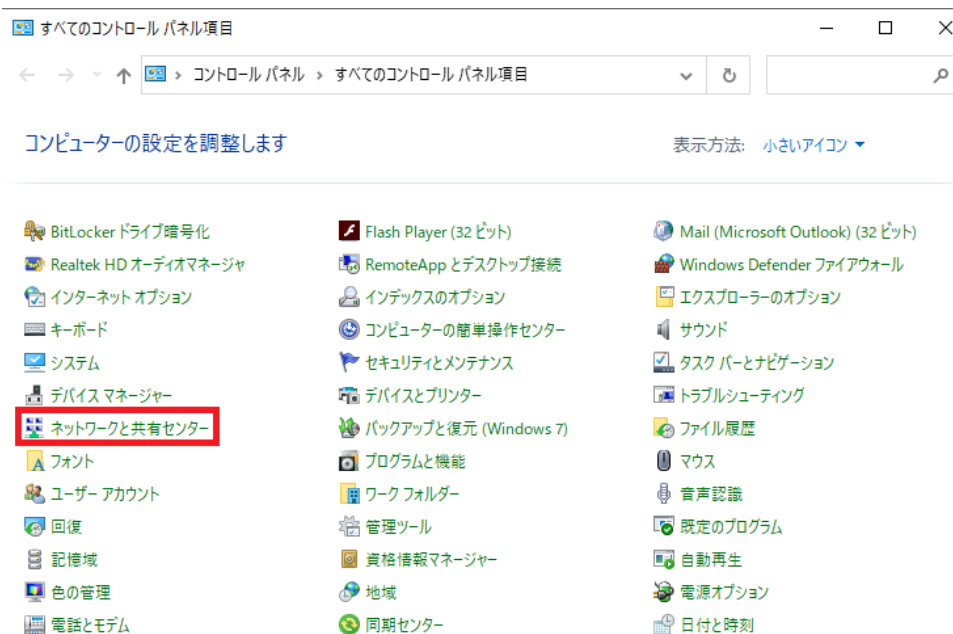 すべてのコントロール パネル項目
コントロール パネル › すべてのコントロール パネル項目
コンピューターの設定を調整します
表示方法: 小さいアイコン
BitLocker ドライブ暗号化
Flash Player (32 ビット)
Mail (Microsoft Outlook) (32 ビット)
Realtek HD オーディオマネージャ
RemoteApp とデスクトップ接続
Windows Defender ファイアウォール
インターネット オプション
インデックスのオプション
エクスプローラーのオプション
キーボード
コンピューターの簡単操作センター
サウンド
システム
セキュリティとメンテナンス
タスク バーとナビゲーション
デバイス マネージャー
デバイスとプリンター
トラブルシューティング
ネットワークと共有センター
バックアップと復元 (Windows 7)
ファイル履歴
フォント
プログラムと機能
マウス
ユーザー アカウント
ワーク フォルダー
音声認識
回復
管理ツール
既定のプログラム
記憶域
資格情報マネージャー
自動再生
色の管理
地域
電源オプション
電話とモデム
同期センター
日付と時刻